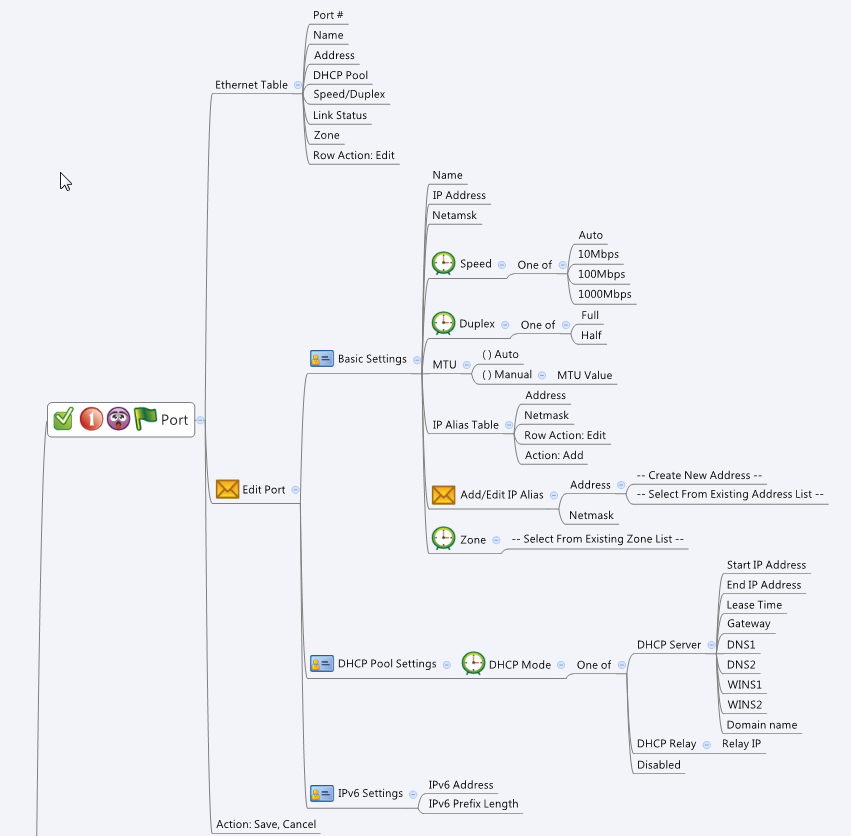 Port #
Name
Address
DHCP Pool
Speed/Duplex
Link Status
Zone
Row Action: Edit
Ethernet Table
Name
IP Address
Netamsk
Speed
One of
Auto
10Mbps
100Mbps
1000Mbps
Duplex
One of
Full
Half
Basic Settings
MTU
( ) Auto
( ) Manual
MTU Value
IP Alias Table
Address
Netmask
Row Action: Edit
Action: Add
Port
Edit Port
Add/Edit IP Alias
Address
-- Create New Address --
-- Select From Existing Address List --
Netmask
Zone
-- Select From Existing Zone List --
DHCP Pool Settings
DHCP Mode
One of
DHCP Server
Start IP Address
End IP Address
Lease Time
Gateway
DNS1
DNS2
WINS1
WINS2
Domain name
DHCP Relay
Relay IP
Disabled
IPv6 Settings
IPv6 Address
IPv6 Prefix Length
Action: Save, Cancel